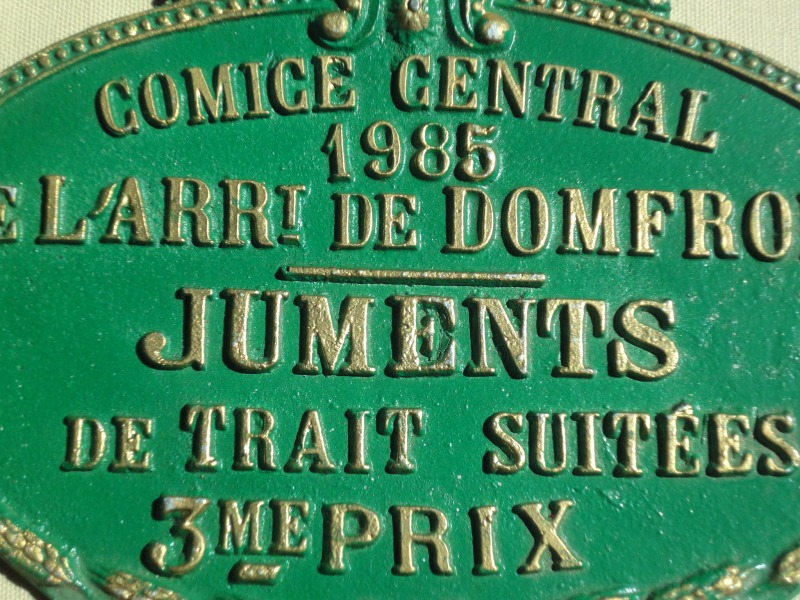 COMICE CENTRAL
1985
E L'ARRT DE DOMFRO
JUMENTS
DE TRAIT SUITÉES
3ME PRIX